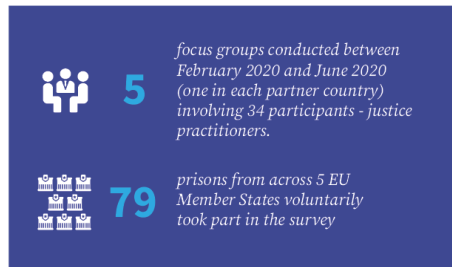 5
focus groups conducted between
February 2020 and June 2020
(one in each partner country)
involving 34 participants - justice
practitioners.
79
prisons from across 5 EU
Member States voluntarily
took part in the survey